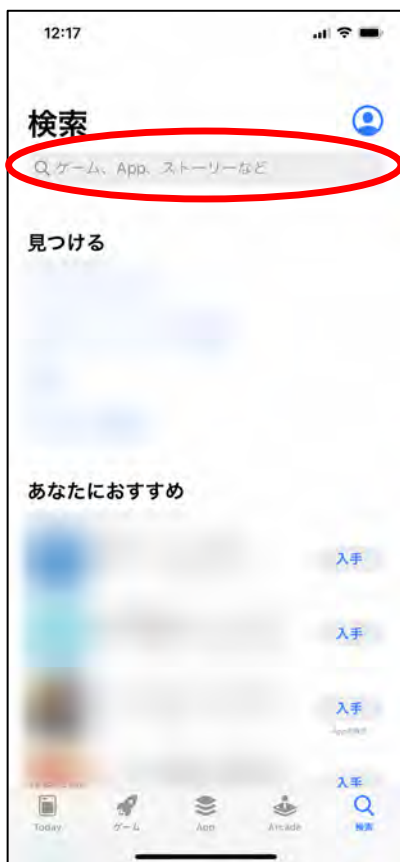 12:17
検索
ゲーム、App、ストーリーなど
見つける
あなたにおすすめ
入手
入手
入手
入手
Today
ゲーム
App
Arcade
検索